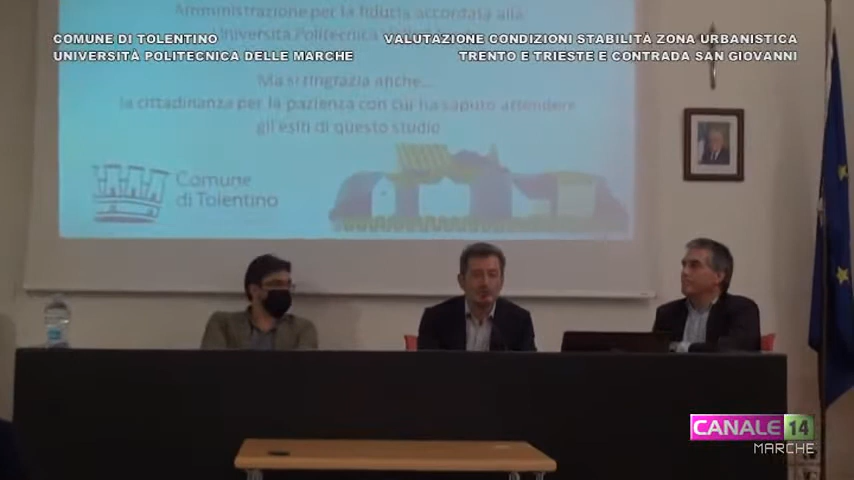 Amministrazione per la fiducia accordata alla
Università Politecnica
COMUNE DI TOLENTINO
UNIVERSITÀ POLITECNICA DELLE MARCHE
VALUTAZIONE CONDIZIONI STABILITÀ ZONA URBANISTICA
TRENTO E TRIESTE E CONTRADA SAN GIOVANNI
Ma si ringrazia anche...
la cittadinanza per la pazienza con cui ha saputo attendere
gli esiti di questo studio
Comune
di Tolentino
CANALE 14
MARCHE